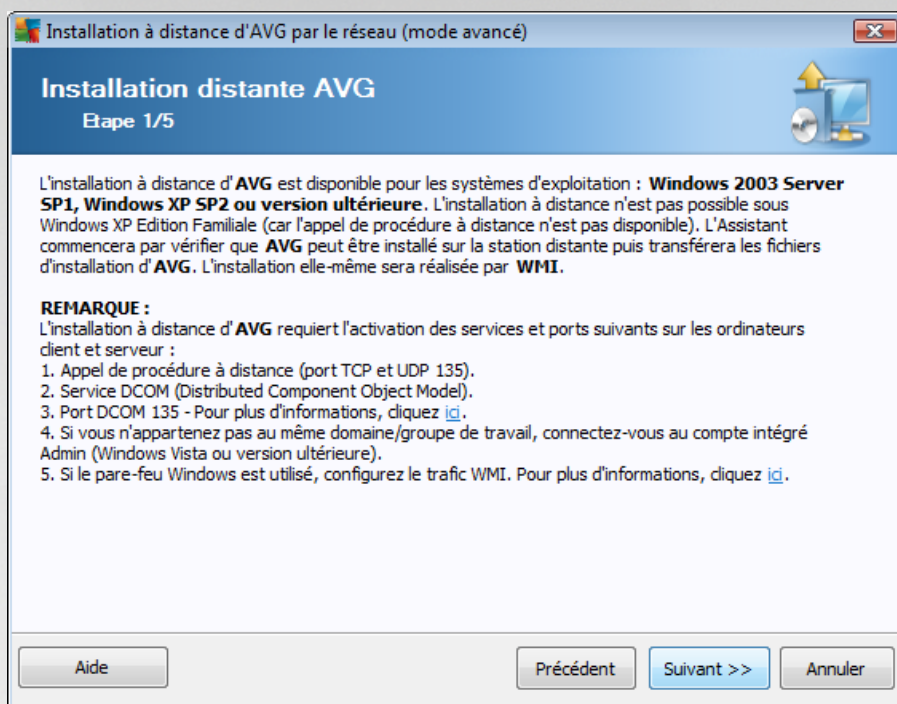 Installation à distance d'AVG par le réseau (mode avancé)
Installation distante AVG
Etape 1/5
L'installation à distance d'AVG est disponible pour les systèmes d'exploitation : Windows 2003 Server
SP1, Windows XP SP2 ou version ultérieure. L'installation à distance n'est pas possible sous
Windows XP Edition Familiale (car l'appel de procédure à distance n'est pas disponible). L'Assistant
commencera par vérifier que AVG peut être installé sur la station distante puis transférera les fichiers
d'installation d'AVG. L'installation elle-même sera réalisée par WMI.
REMARQUE :
L'installation à distance d'AVG requiert l'activation des services et ports suivants sur les ordinateurs
client et serveur :
1. Appel de procédure à distance (port TCP et UDP 135).
2. Service DCOM (Distributed Component Object Model).
3. Port DCOM 135 - Pour plus d'informations, cliquez ici.
4. Si vous n'appartenez pas au même domaine/groupe de travail, connectez-vous au compte intégré
Admin (Windows Vista ou version ultérieure).
5. Si le pare-feu Windows est utilisé, configurez le trafic WMI. Pour plus d'informations, cliquez ici.
Aide
Précédent
Suivant >>
Annuler